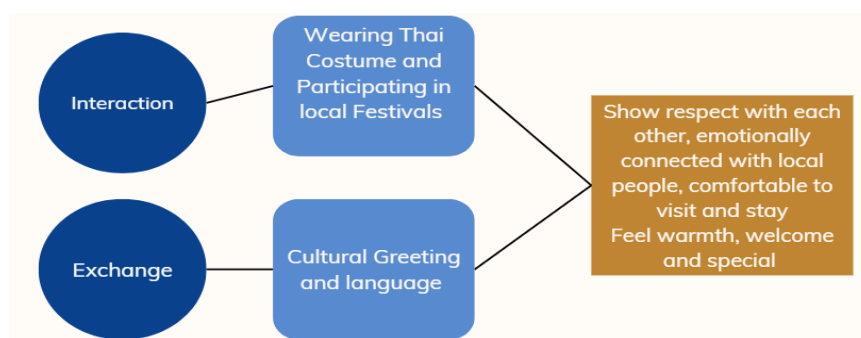 Interaction
Wearing Thai
Costume and
Participating in
local Festivals
Exchange
Cultural Greeting
and language
Show respect with each
other, emotionally
connected with local
people, comfortable to
visit and stay
Feel warmth, welcome
and special